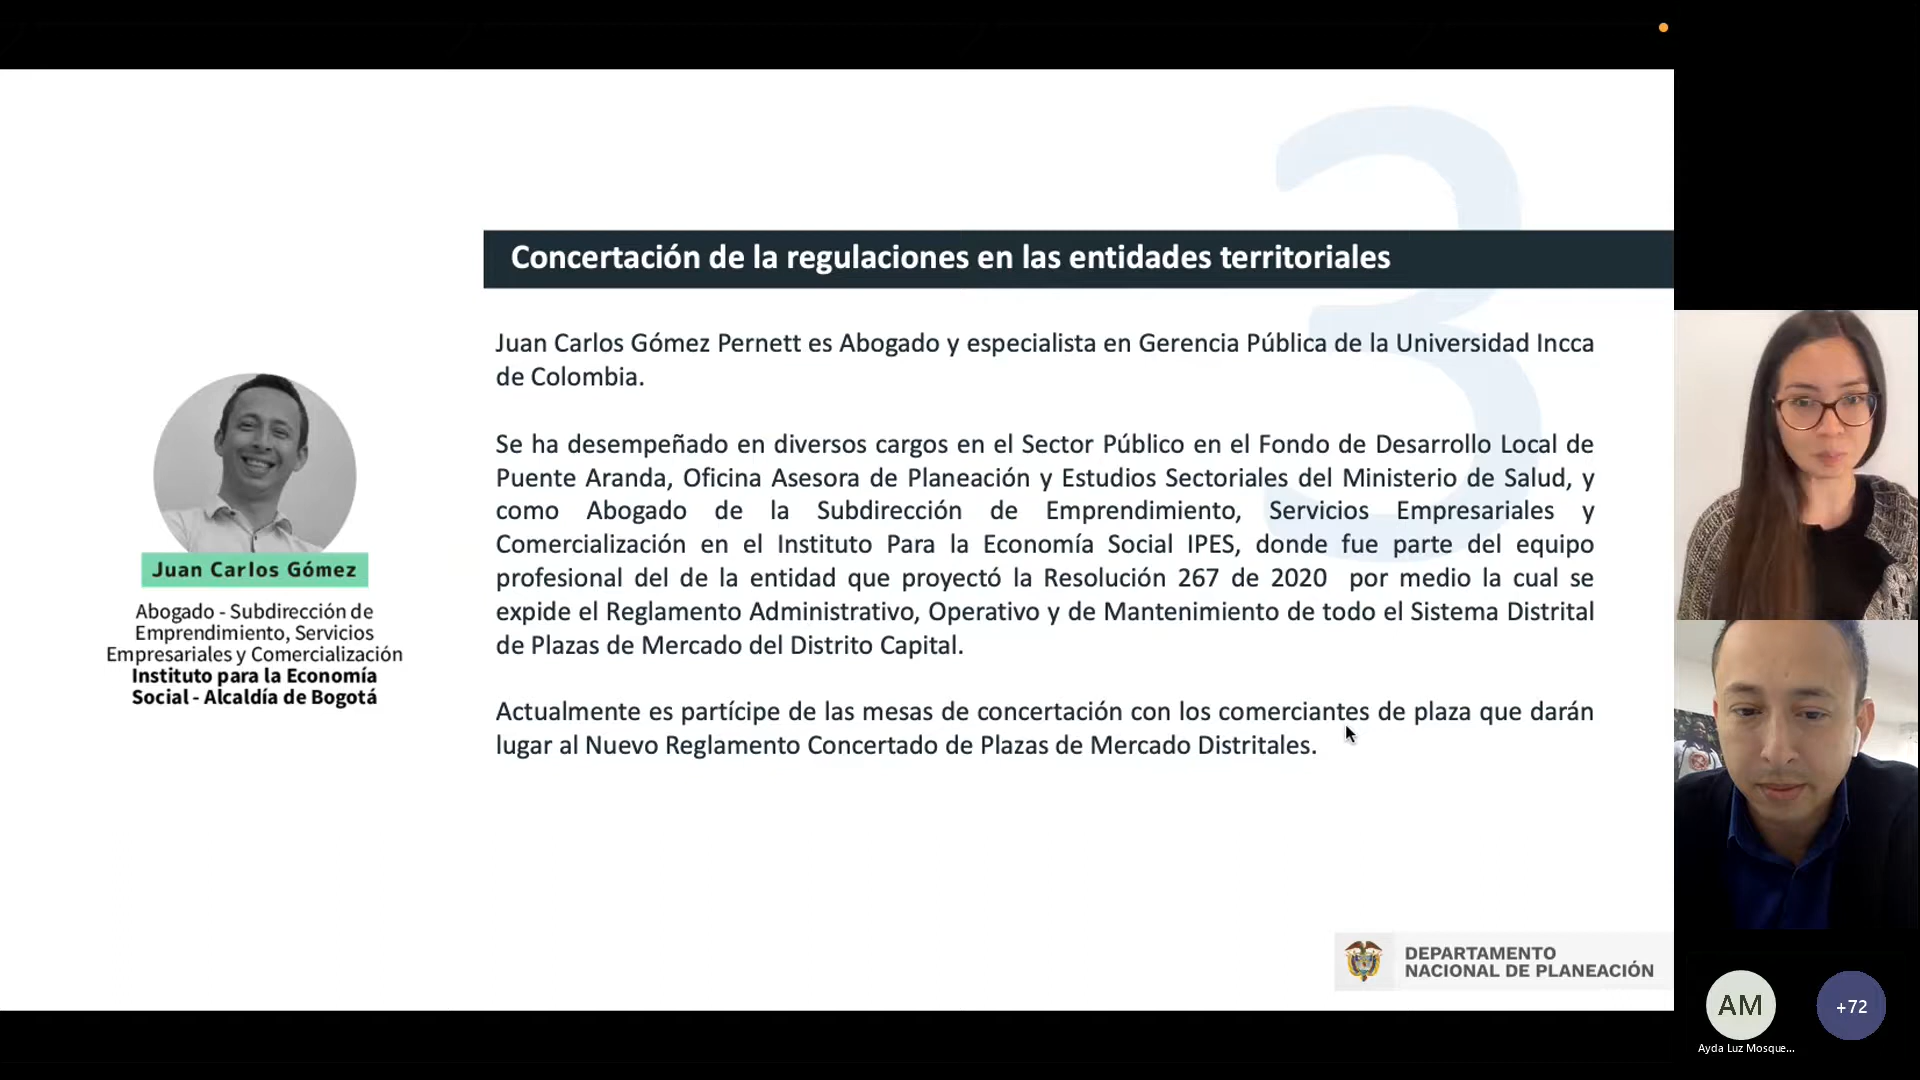 Concertación de la regulaciones en las entidades territoriales
Juan Carlos Gómez Pernett es Abogado y especialista en Gerencia Pública de la Universidad Incca
de Colombia.
Se ha desempeñado en diversos cargos en el Sector Público en el Fondo de Desarrollo Local de
Puente Aranda, Oficina Asesora de Planeación y Estudios Sectoriales del Ministerio de Salud, y
como Abogado de la Subdirección de Emprendimiento, Servicios Empresariales y
Comercialización en el Instituto Para la Economía Social IPES, donde fue parte del equipo
profesional del de la entidad que proyectó la Resolución 267 de 2020 por medio la cual se
expide el Reglamento Administrativo, Operativo y de Mantenimiento de todo el Sistema Distrital
de Plazas de Mercado del Distrito Capital.
Actualmente es partícipe de las mesas de concertación con los comerciantes de plaza que darán
lugar al Nuevo Reglamento Concertado de Plazas de Mercado Distritales.
Juan Carlos Gómez
Abogado - Subdirección de
Emprendimiento, Servicios
Empresariales y Comercialización
Instituto para la Economía
Social - Alcaldía de Bogotá
3
DEPARTAMENTO
NACIONAL DE PLANEACIÓN
AM
Ayda Luz Mosque...
+72